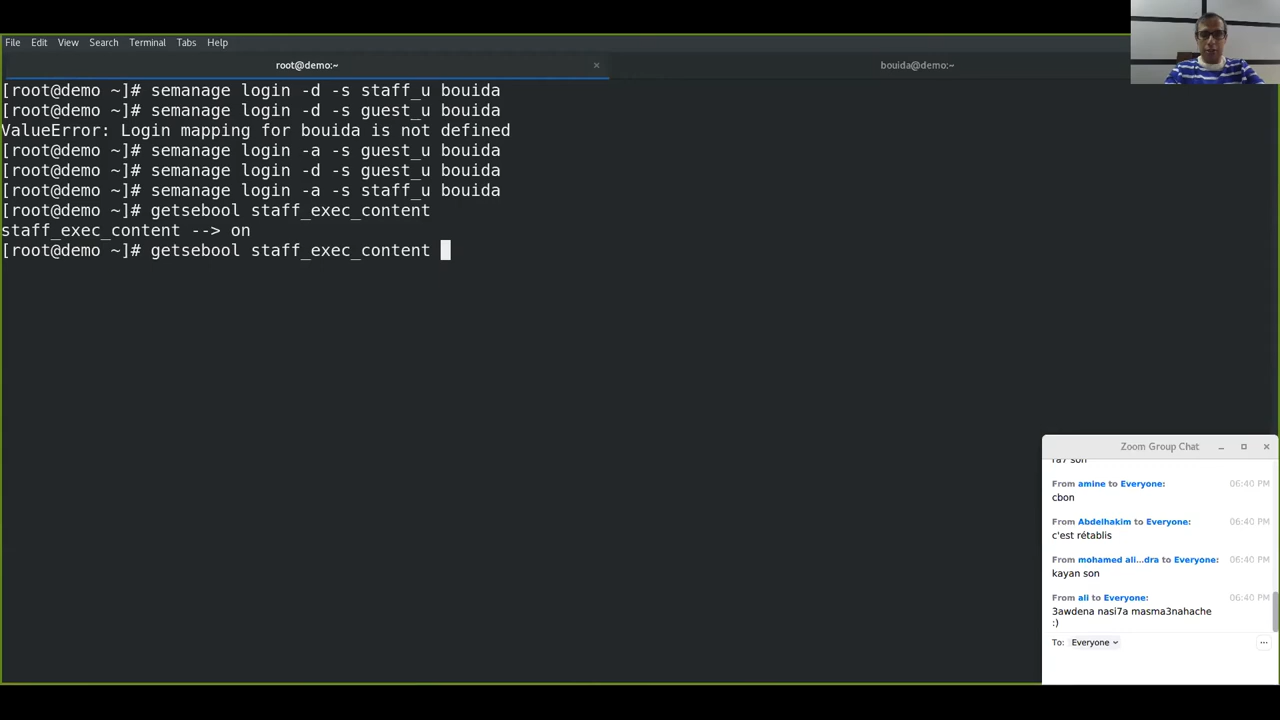 File Edit View Search Terminal Tabs Help
root@demo:~ × bouida@demo:~
[root@demo ~]# semanage login -d -s staff_u bouida
[root@demo ~]# semanage login -d -s guest_u bouida
ValueError: Login mapping for bouida is not defined
[root@demo ~]# semanage login -a -s guest_u bouida
[root@demo ~]# semanage login -d -s guest_u bouida
[root@demo ~]# semanage login -a -s staff_u bouida
[root@demo ~]# getsebool staff_exec_content
staff_exec_content --> on
[root@demo ~]# getsebool staff_exec_content
Zoom Group Chat
ra7 son
From amine to Everyone: 06:40 PM
cbon
From Abdelhakim to Everyone: 06:40 PM
c'est rétablis
From mohamed ali...dra to Everyone: 06:40 PM
kayan son
From ali to Everyone: 06:40 PM
3awdena nasi7a masma3nahache
:)
To: Everyone ...